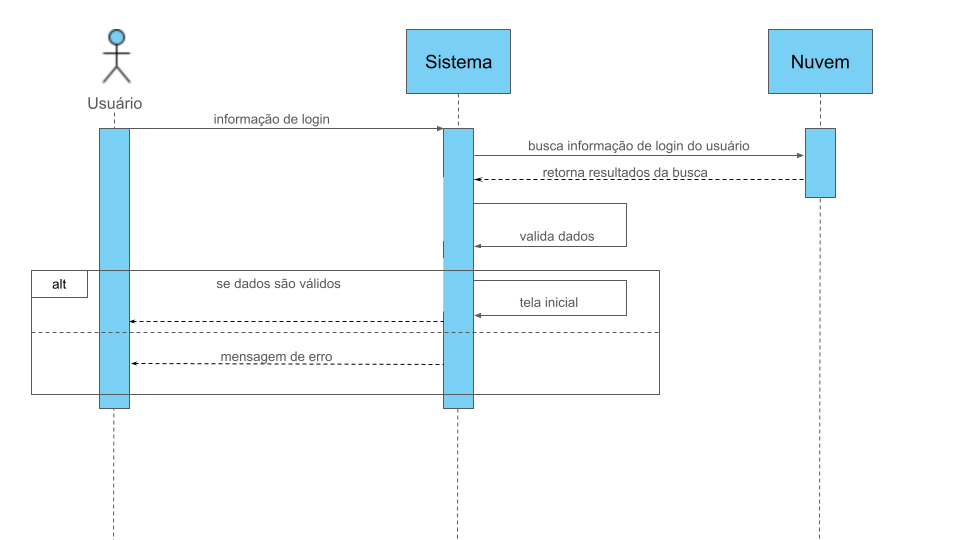 Sistema
Nuvem
Usuário
informação de login
busca informação de login do usuário
retorna resultados da busca
valida dados
alt
se dados são válidos
tela inicial
mensagem de erro